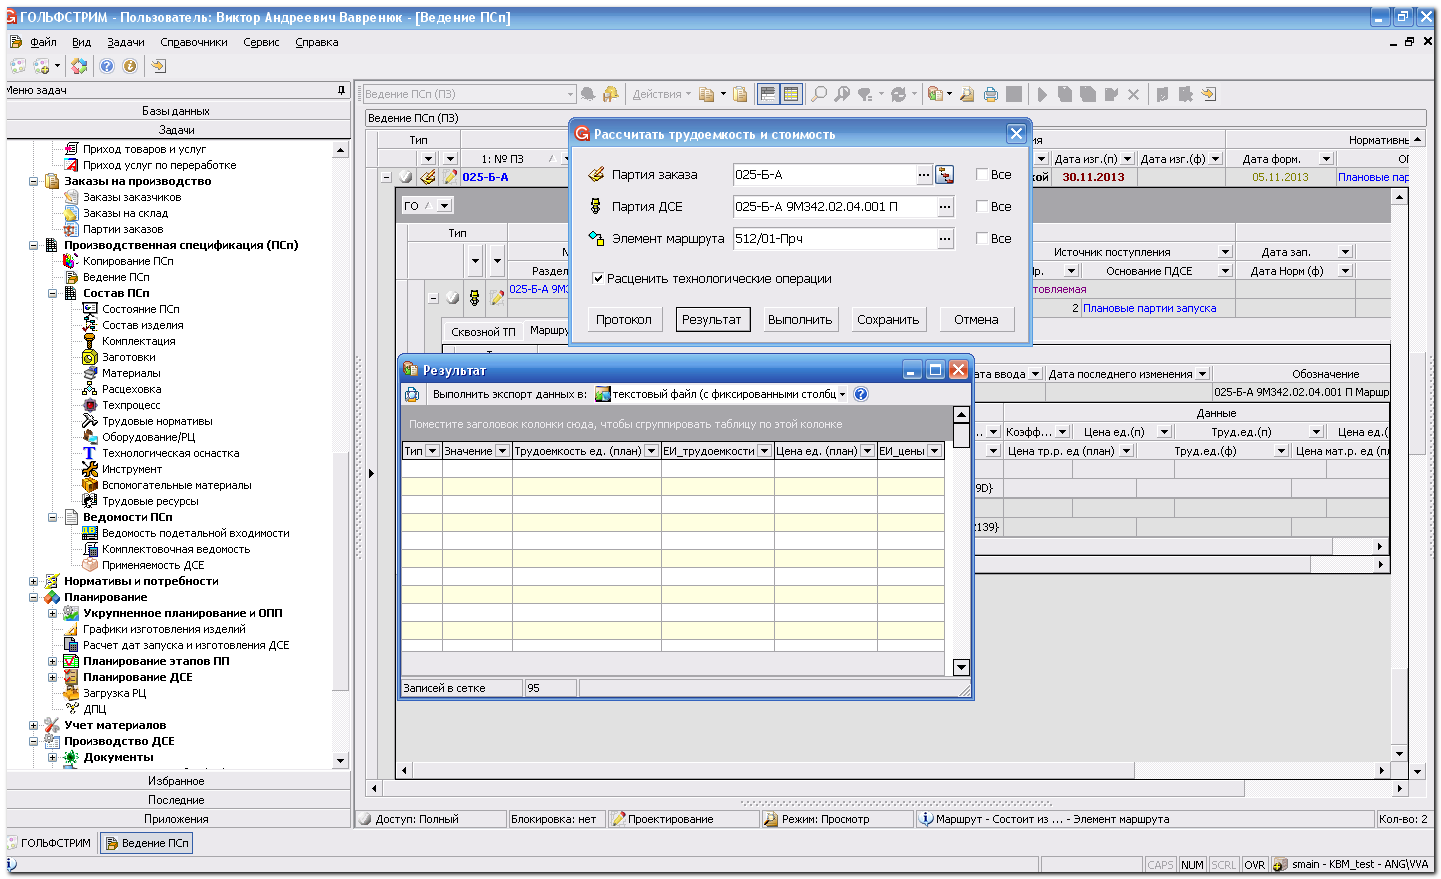 ГОЛЬФСТРИМ - Пользователь: Виктор Андреевич Вавренюк - [Ведение ПСп]
Файл Вид Задачи Справочники Сервис Справка
Меню задач
Базы данных
Задачи
Приход товаров и услуг
Приход услуг по переработке
Заказы на производство
Заказы заказчиков
Заказы на склад
Партии заказов
Производственная спецификация (ПСп)
Копирование ПСп
Ведение ПСп
Состав ПСп
Состояние ПСп
Состав изделия
Комплектация
Заготовки
Материалы
Расцеховка
Техпроцесс
Трудовые нормативы
Оборудование/РЦ
Технологическая оснастка
Инструмент
Вспомогательные материалы
Трудовые ресурсы
Ведомости ПСп
Ведомость подетальной входимости
Комплектовочная ведомость
Применяемость ДСЕ
Нормативы и потребности
Планирование
Укрупненное планирование и ОПП
Графики изготовления изделий
Расчет дат запуска и изготовления ДСЕ
Планирование этапов ПП
Планирование ДСЕ
Загрузка РЦ
ДПЦ
Учет материалов
Производство ДСЕ
Документы
Избранное
Последние
Приложения
Ведение ПСп (ПЗ)
Действия
Ведение ПСп (ПЗ)
Тип
Нормативны
1: № ПЗ
Дата изг.(п) Дата изг.(ф) Дата форм.
025-Б-А
кой 30.11.2013 05.11.2013 Плановые пар
ГО
Тип
Источник поступления Дата зап.
Раздел
Основание ПДСЕ Дата Норм (ф)
025-Б-А 9М3
товляемая
2 Плановые партии запуска
Сквозной ТП Маршру
ата ввода Дата последнего изменения Обозначение
025-Б-А 9М342.02.04.001 П Маршр
Данные
Коэфф... Цена ед.(п) Труд.ед.(п) Цена ед.(
Цена тр.р. ед (план) Труд.ед.(ф) Цена мат.р. ед (пл
9D}
2139}
Рассчитать трудоемкость и стоимость
Партия заказа 025-Б-А ... Все
Партия ДСЕ 025-Б-А 9М342.02.04.001 П ... Все
Элемент маршрута 512/01-Прч ... Все
Расценить технологические операции
Протокол Результат Выполнить Сохранить Отмена
Результат
Выполнить экспорт данных в: текстовый файл (с фиксированными столбц
Поместите заголовок колонки сюда, чтобы сгруппировать таблицу по этой колонке
Тип Значение Трудоемкость ед. (план) ЕИ_трудоемкости Цена ед. (план) ЕИ_цены
Записей в сетке 95
Доступ: Полный Блокировка: нет Проектирование Режим: Просмотр Маршрут - Состоит из ... - Элемент маршрута Кол-во: 2
ГОЛЬФСТРИМ Ведение ПСп
CAPS NUM SCRL OVR smain - KBM_test - ANG\VVA